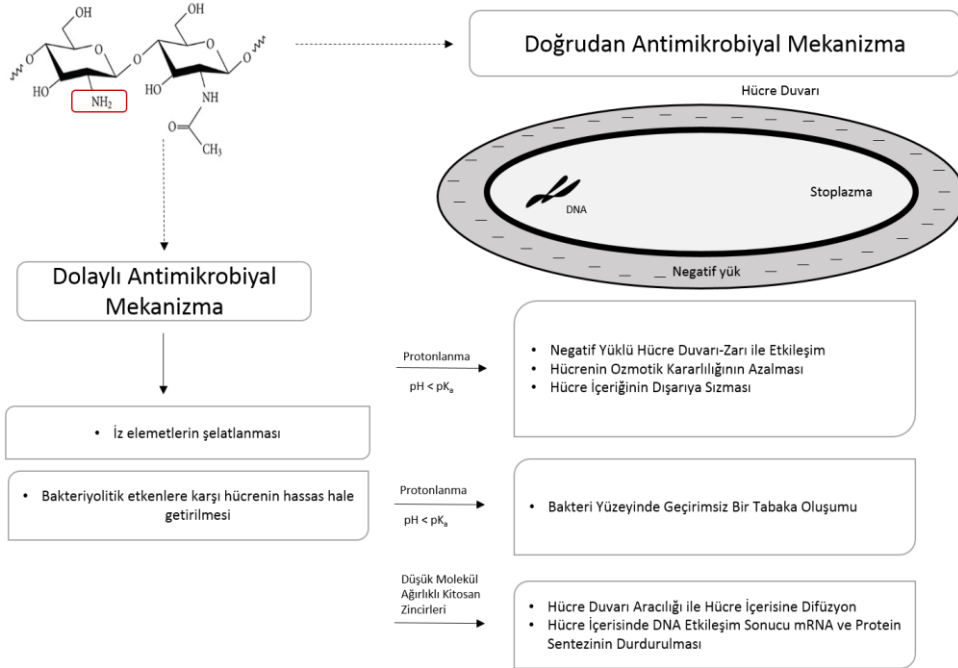 OH
HO
O
O
HO
NH₂
O
OH
O
O
HO
NH
O
CH₃
Doğrudan Antimikrobiyal Mekanizma
Hücre Duvarı
Stoplazma
DNA
Negatif yük
Dolaylı Antimikrobiyal
Mekanizma
• İz elemetlerin şelatlanması
• Bakteriyolitik etkenlere karşı hücrenin hassas hale
getirilmesi
Protonlanma
pH < pKₐ
• Negatif Yüklü Hücre Duvarı-Zarı ile Etkileşim
• Hücrenin Ozmotik Kararlılığının Azalması
• Hücre İçeriğinin Dışarıya Sızması
Protonlanma
pH < pKₐ
• Bakteri Yüzeyinde Geçirimsiz Bir Tabaka Oluşumu
Düşük Molekül
Ağırlıklı Kitosan
Zincirleri
• Hücre Duvarı Aracılığı ile Hücre İçerisine Difüzyon
• Hücre İçerisinde DNA Etkileşim Sonucu mRNA ve Protein
Sentezinin Durdurulması